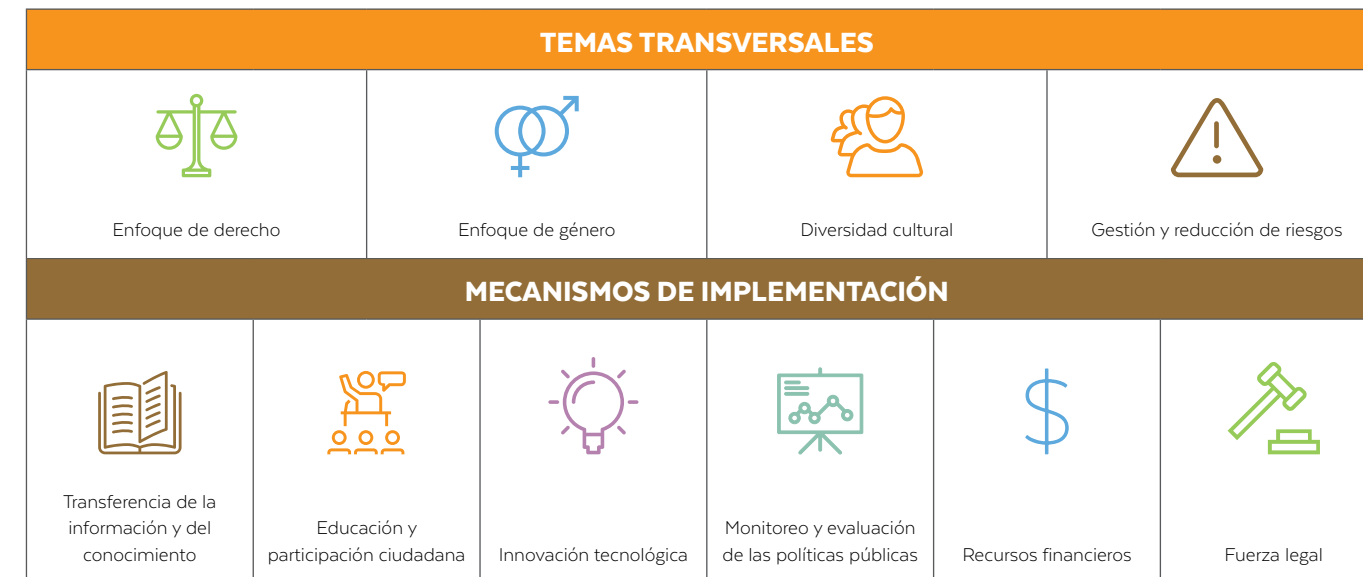 TEMAS TRANSVERSALES
Enfoque de derecho
Enfoque de género
Diversidad cultural
Gestión y reducción de riesgos
MECANISMOS DE IMPLEMENTACIÓN
Transferencia de la
información y del
conocimiento
Educación y
participación ciudadana
Innovación tecnológica
Monitoreo y evaluación
de las políticas públicas
Recursos financieros
Fuerza legal